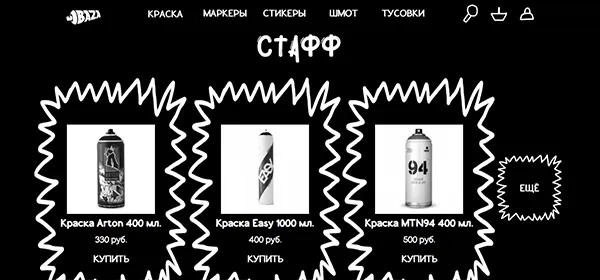 КРАСКА МАРКЕРЫ СТИКЕРЫ ШМОТ ТУСОВКИ
СТАФФ
94
Краска Arton 400 мл.
330 руб.
КУПИТЬ
Краска Easy 1000 мл.
400 руб.
КУПИТЬ
Краска MTN94 400 мл.
500 руб.
КУПИТЬ
ЕЩЁ